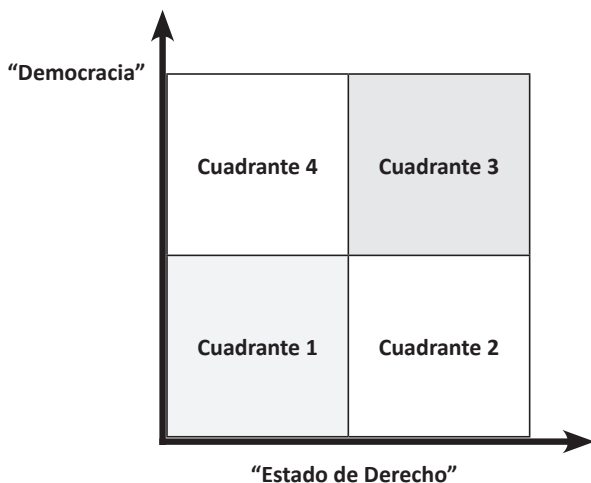 “Democracia”
Cuadrante 4
Cuadrante 3
Cuadrante 1
Cuadrante 2
“Estado de Derecho”